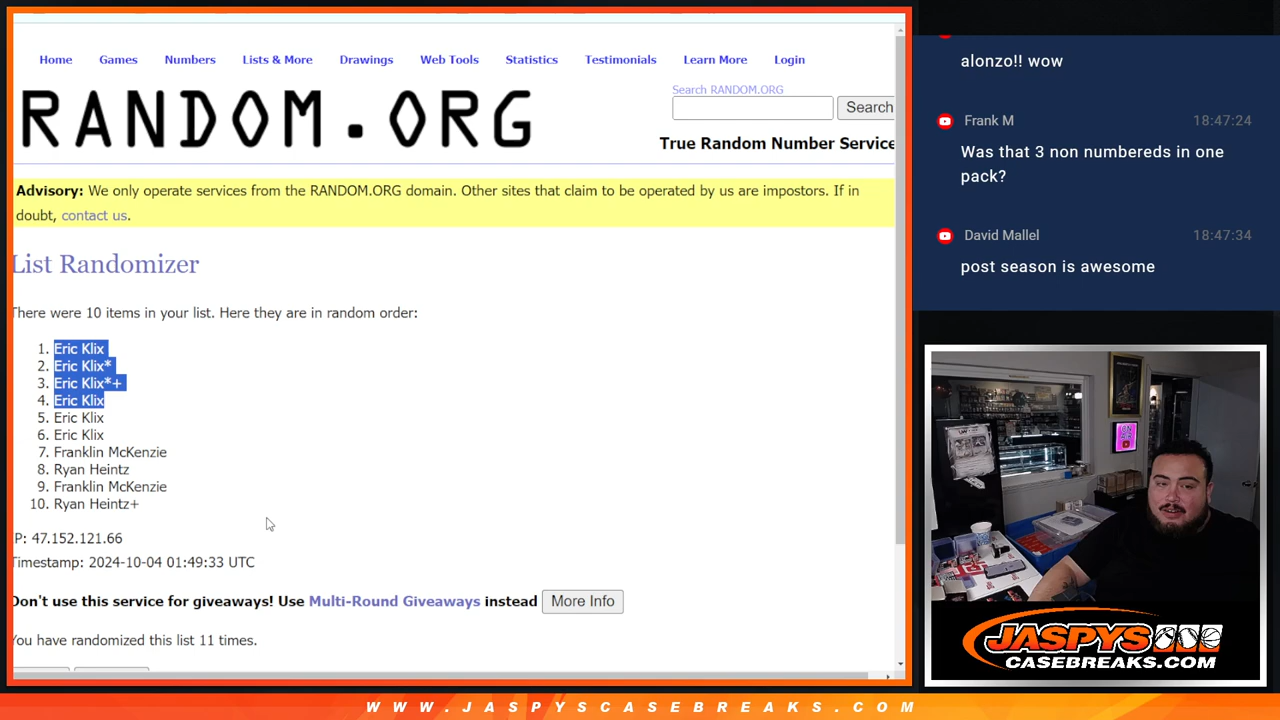 Home Games Numbers Lists & More Drawings Web Tools Statistics Testimonials Learn More Login
Search RANDOM.ORG
RANDOM.ORG
Search
True Random Number Service
Advisory: We only operate services from the RANDOM.ORG domain. Other sites that claim to be operated by us are impostors. If in
doubt, contact us.
List Randomizer
There were 10 items in your list. Here they are in random order:
1. Eric Klix
2. Eric Klix*
3. Eric Klix*+
4. Eric Klix
5. Eric Klix
6. Eric Klix
7. Franklin McKenzie
8. Ryan Heintz
9. Franklin McKenzie
10. Ryan Heintz+
IP: 47.152.121.66
Timestamp: 2024-10-04 01:49:33 UTC
Don't use this service for giveaways! Use Multi-Round Giveaways instead More Info
You have randomized this list 11 times.
alonzo!! wow
Frank M 18:47:24
Was that 3 non numbereds in one
pack?
David Mallel 18:47:34
post season is awesome
JASPYS
CASEBREAKS.COM
WWW.JASPYSCASEBREAKS.COM